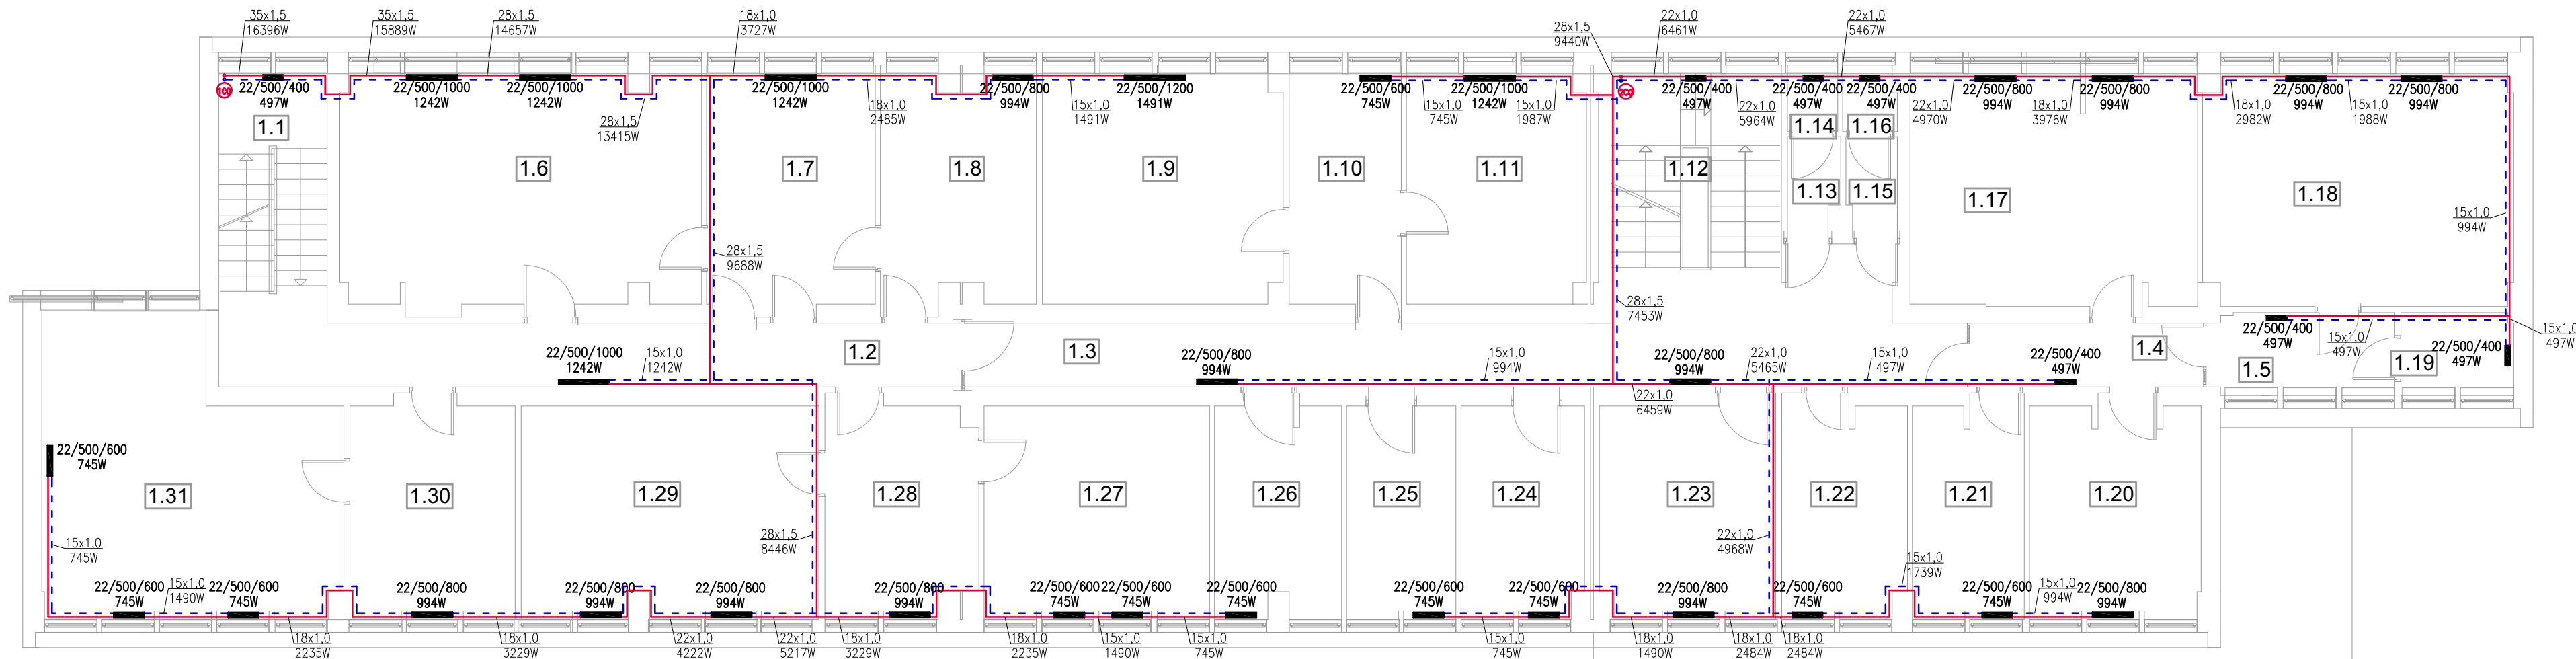 35x1,5
16396W
35x1,5
15889W
28x1,5
14657W
18x1,0
3727W
28x1,5
9440W
22x1,0
6461W
22x1,0
5467W
100
22/500/400
497W
22/500/1000
1242W
22/500/1000
1242W
28x1,5
13415W
22/500/1000
1242W
18x1,0
2485W
22/500/800
994W
15x1,0
1491W
22/500/1200
1491W
22/500/600
745W
15x1,0
745W
22/500/1000
1242W
15x1,0
1987W
200
22/500/400
497W
22x1,0
5964W
22/500/400
497W
22/500/400
497W
22x1,0
4970W
22/500/800
994W
18x1,0
3976W
22/500/800
994W
18x1,0
2982W
22/500/800
994W
15x1,0
1988W
22/500/800
994W
1.1
1.6
1.7
1.8
1.9
1.10
1.11
1.12
1.14
1.16
1.13
1.15
1.17
1.18
15x1,0
994W
28x1,5
9688W
28x1,5
7453W
22/500/1000
1242W
15x1,0
1242W
1.2
1.3
22/500/800
994W
15x1,0
994W
22/500/800
994W
22x1,0
5465W
15x1,0
497W
22/500/400
497W
1.4
22/500/400
497W
15x1,0
497W
22/500/400
497W
15x1,0
497W
1.5
1.19
22x1,0
6459W
22/500/600
745W
1.31
1.30
1.29
1.28
1.27
1.26
1.25
1.24
1.23
1.22
1.21
1.20
15x1,0
745W
28x1,5
8446W
22x1,0
4968W
15x1,0
1739W
22/500/600
745W
15x1,0
1490W
22/500/600
745W
22/500/800
994W
22/500/800
994W
22/500/800
994W
22/500/800
994W
22/500/600
745W
22/500/600
745W
22/500/600
745W
22/500/600
745W
22/500/600
745W
22/500/800
994W
22/500/600
745W
22/500/600
745W
15x1,0
994W
22/500/800
994W
18x1,0
2235W
18x1,0
3229W
22x1,0
4222W
22x1,0
5217W
18x1,0
3229W
18x1,0
2235W
15x1,0
1490W
15x1,0
745W
15x1,0
745W
18x1,0
1490W
18x1,0
2484W
18x1,0
2484W